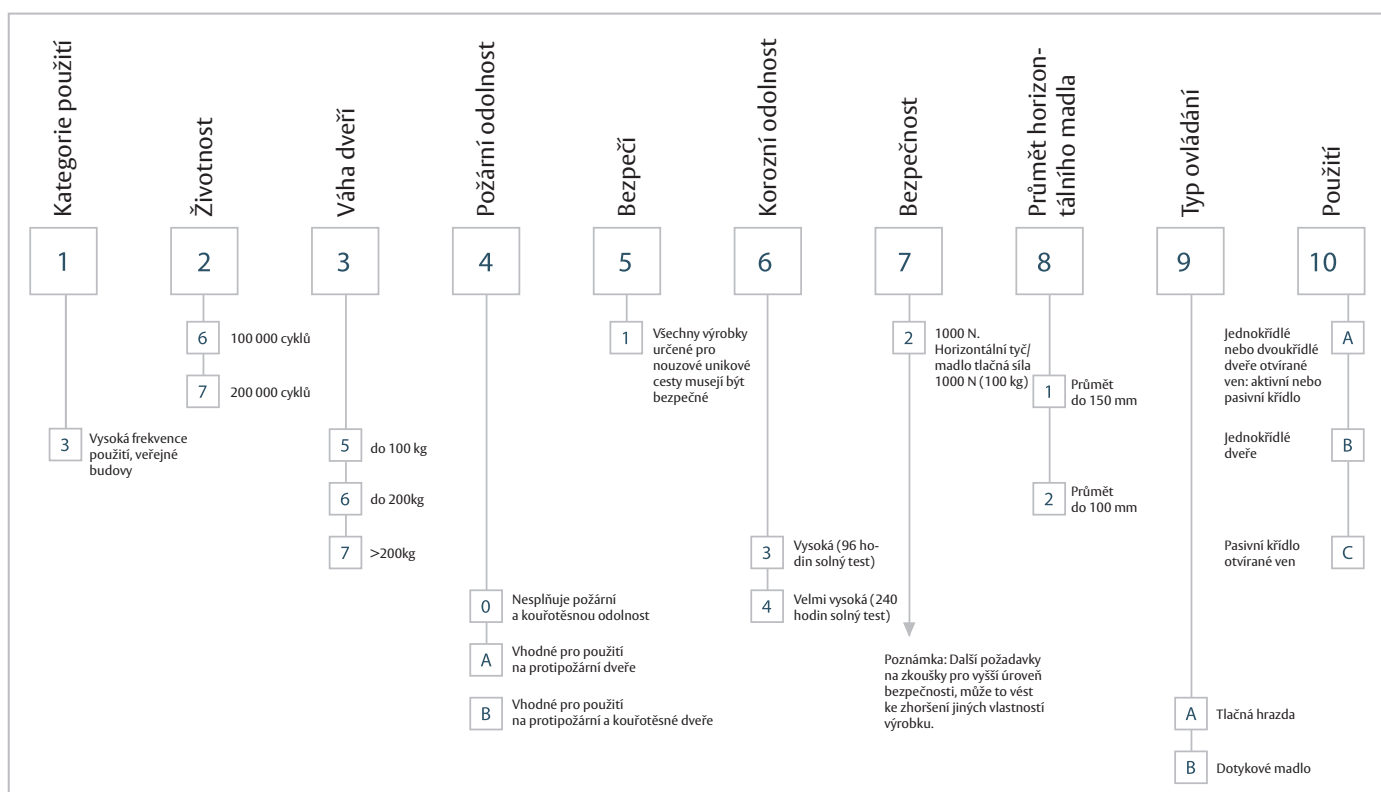 Kategorie použití
1
3
Vysoká frekvence
použití, veřejné
budovy
Životnost
2
6
100 000 cyklů
7
200 000 cyklů
Váha dveří
3
5
do 100 kg
6
do 200kg
7
>200kg
Požární odolnost
4
0
Nesplňuje požární
a kouřotěsnou odolnost
A
Vhodné pro použití
na protipožární dveře
B
Vhodné pro použití
na protipožární a kouřotěsné dveře
Bezpečí
5
1
Všechny výrobky
určené pro
nouzové unikové
cesty musejí být
bezpečné
Korozní odolnost
6
3
Vysoká (96 ho-
din solný test)
4
Velmi vysoká (240
hodin solný test)
Bezpečnost
7
2
1000 N.
Horizontální tyč/
madlo tlačná síla
1000 N (100 kg)
Poznámka: Další požadavky
na zkoušky pro vyšší úroveň
bezpečnosti, může to vést
ke zhoršení jiných vlastností
výrobku.
Průmět horizon-
tálního madla
8
1
Průmět
do 150 mm
2
Průmět
do 100 mm
Typ ovládání
9
A
Tlačná hrazda
B
Dotykové madlo
Použití
10
Jednokřídlé
nebo dvoukřídlé
dveře otvírané
ven: aktivní nebo
pasivní křídlo
A
Jednokřídlé
dveře
B
Pasivní křídlo
otvírané ven
C